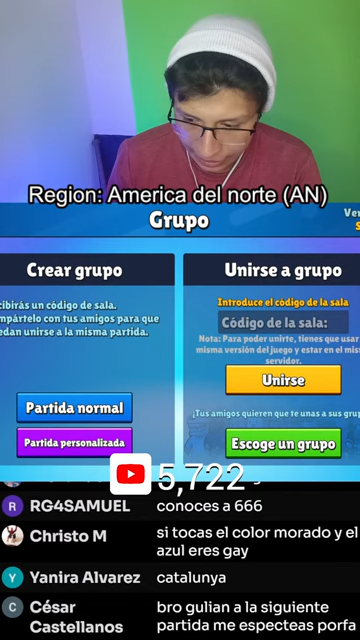 Region: America del norte (AN)
Grupo
Ve
Crear grupo
cibirás un código de sala.
mpártelo con tus amigos para que
edan unirse a la misma partida.
Partida normal
Partida personalizada
Unirse a grupo
Introduce el código de la sala
Código de la sala:
Nota: Para poder unirte, tienes que usar
misma versión del juego y estar en el mis
servidor.
Unirse
¡Tus amigos quieren que te unas a sus grup
Escoge un grupo
5,722
R RG4SAMUEL conoces a 666
Christo M si tocas el color morado y el
azul eres gay
Y Yanira Alvarez catalunya
C César
Castellanos
bro gulian a la siguiente
partida me especteas porfa